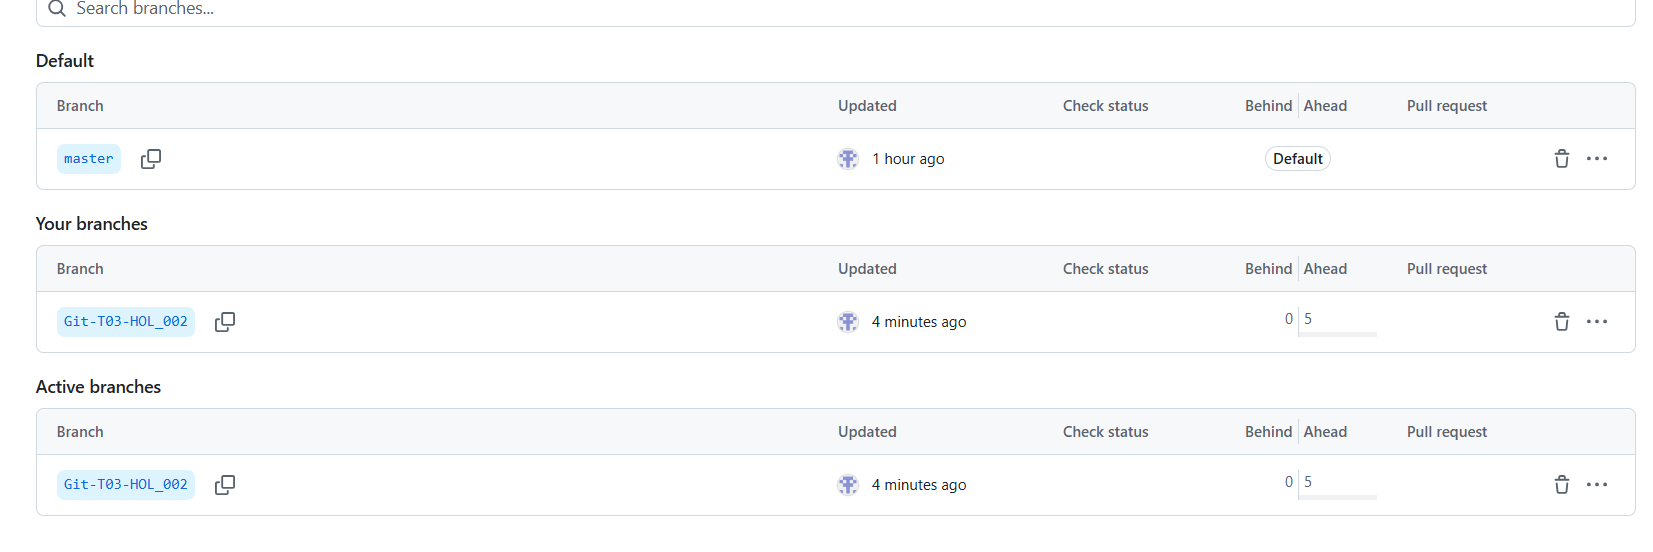 Search branches...
Default
Branch Updated Check status Behind Ahead Pull request
master 1 hour ago Default
Your branches
Branch Updated Check status Behind Ahead Pull request
Git-T03-HOL_002 4 minutes ago 0 5
Active branches
Branch Updated Check status Behind Ahead Pull request
Git-T03-HOL_002 4 minutes ago 0 5